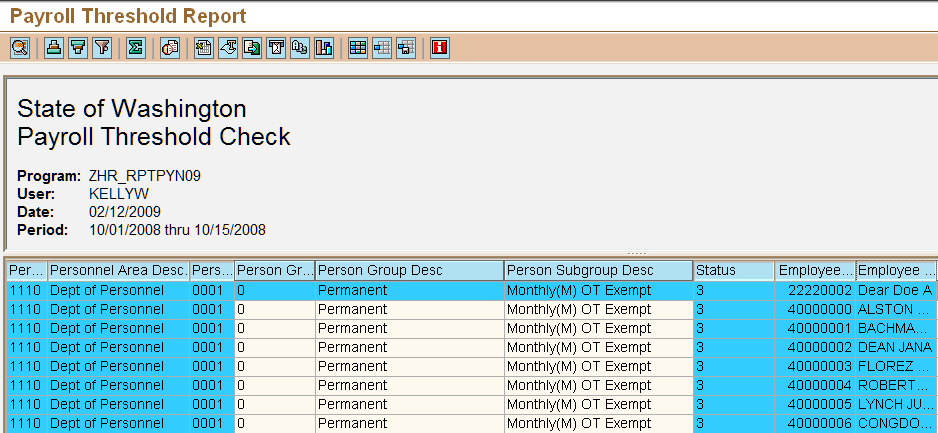 Payroll Threshold Report
State of Washington
Payroll Threshold Check
Program: ZHR_RPTPYN09
User: KELLYW
Date: 02/12/2009
Period: 10/01/2008 thru 10/15/2008
Per... Personnel Area Desc. Pers... Person Gr... Person Group Desc Person Subgroup Desc Status Employee... Employee ...
1110 Dept of Personnel 0001 0 Permanent Monthly(M) OT Exempt 3 22220002 Dear Doe A
1110 Dept of Personnel 0001 0 Permanent Monthly(M) OT Exempt 3 40000000 ALSTON ...
1110 Dept of Personnel 0001 0 Permanent Monthly(M) OT Exempt 3 40000001 BACHMA...
1110 Dept of Personnel 0001 0 Permanent Monthly(M) OT Exempt 3 40000002 DEAN JANA
1110 Dept of Personnel 0001 0 Permanent Monthly(M) OT Exempt 3 40000003 FLOREZ ...
1110 Dept of Personnel 0001 0 Permanent Monthly(M) OT Exempt 3 40000004 ROBERT...
1110 Dept of Personnel 0001 0 Permanent Monthly(M) OT Exempt 3 40000005 LYNCH JU...
1110 Dept of Personnel 0001 0 Permanent Monthly(M) OT Exempt 3 40000006 CONGDO...